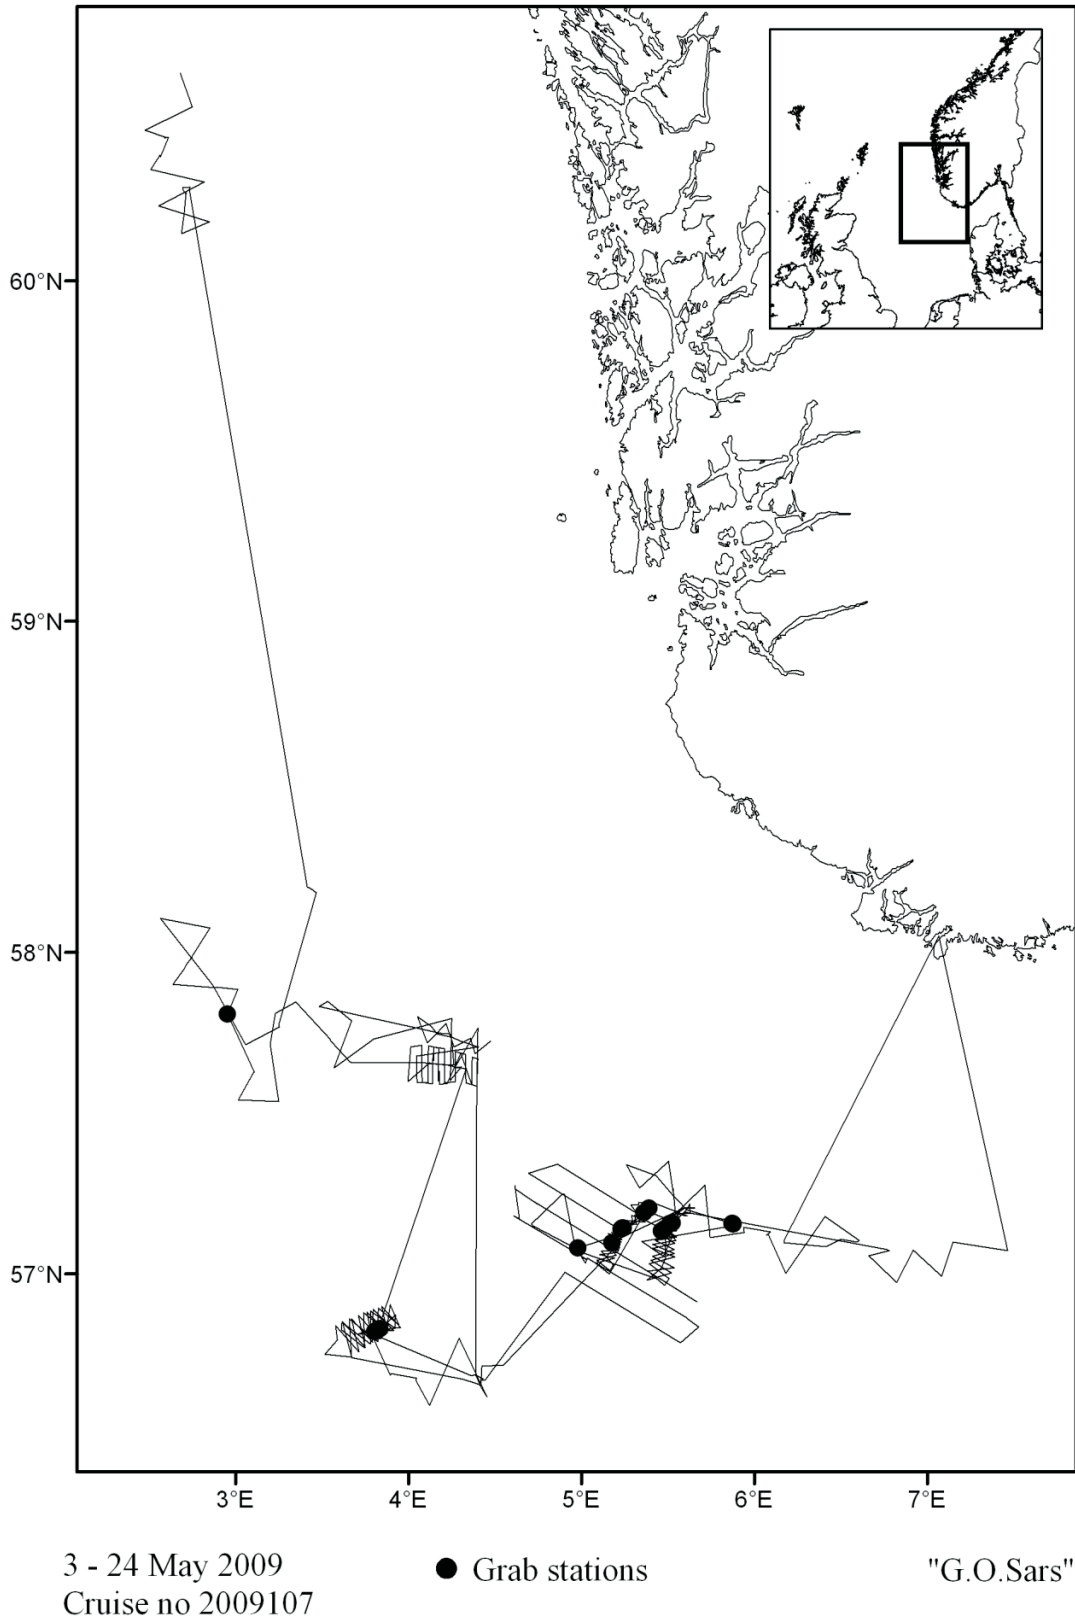 60°N
59°N
58°N
57°N
3°E 4°E 5°E 6°E 7°E
3 - 24 May 2009 Grab stations "G.O.Sars"
Cruise no 2009107